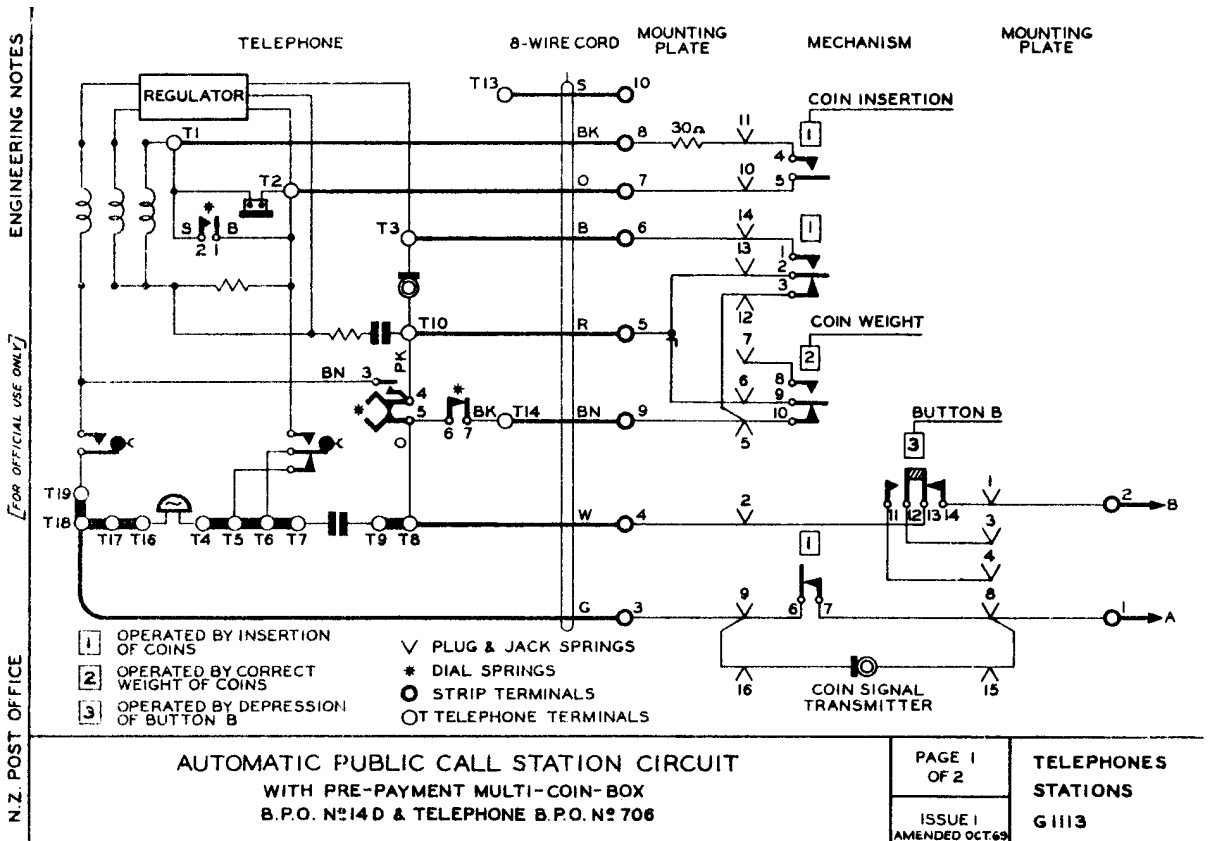 ENGINEERING NOTES
[FOR OFFICIAL USE ONLY]
N.Z. POST OFFICE
TELEPHONE
8-WIRE CORD
MOUNTING
PLATE
MECHANISM
MOUNTING
PLATE
REGULATOR
T13
S
10
COIN INSERTION
T1
BK
8
30Ω
11
1
4
5
T2
O
7
10
S
B
2
1
T3
B
6
14
1
13
1
2
3
12
T10
R
5
COIN WEIGHT
7
2
PK
BN
3
4
5
8
6
9
10
BK
6
7
T14
BN
9
5
O
BUTTON B
3
T19
T18
T17
T16
T4
T5
T6
T7
T9
T8
W
4
2
11
12
13
14
1
2
B
3
4
1
G
3
9
6
7
8
1
A
16
COIN SIGNAL
TRANSMITTER
15
1 OPERATED BY INSERTION
OF COINS
2 OPERATED BY CORRECT
WEIGHT OF COINS
3 OPERATED BY DEPRESSION
OF BUTTON B
PLUG & JACK SPRINGS
* DIAL SPRINGS
STRIP TERMINALS
T TELEPHONE TERMINALS
AUTOMATIC PUBLIC CALL STATION CIRCUIT
WITH PRE-PAYMENT MULTI-COIN-BOX
B.P.O. Nº 14D & TELEPHONE B.P.O. Nº 706
PAGE 1
OF 2
ISSUE 1
AMENDED OCT.69
TELEPHONES
STATIONS
G1113